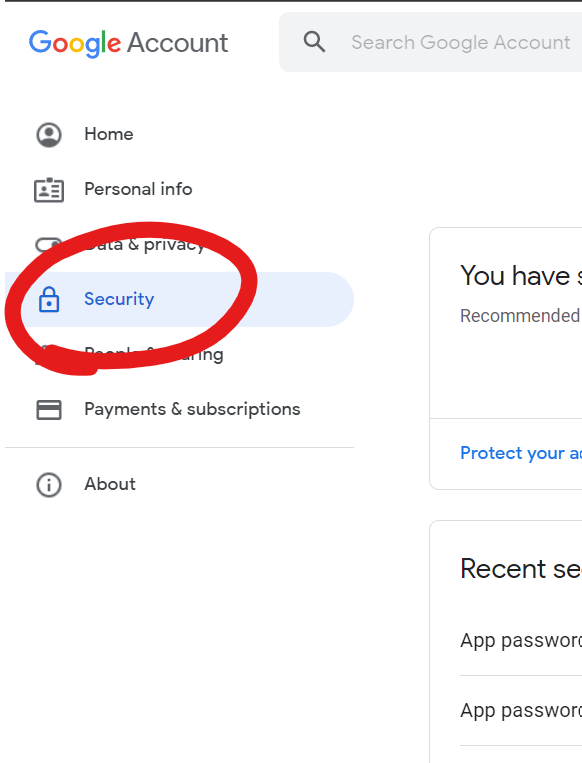 Google Account
Search Google Account
Home
Personal info
Data & privacy
Security
People & sharing
Payments & subscriptions
About
You have s
Recommended
Protect your ac
Recent se
App password
App password